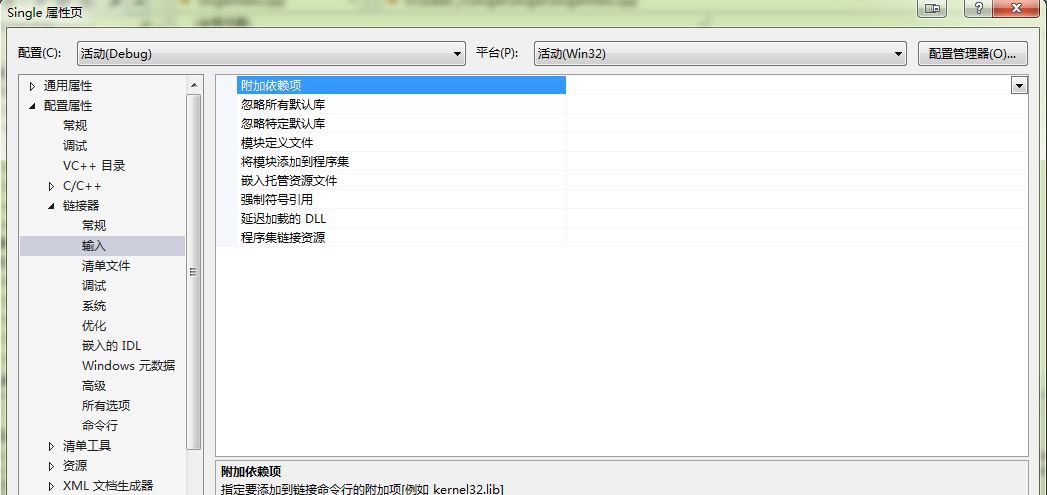 Single 属性页
配置(C): 活动(Debug) 平台(P): 活动(Win32) 配置管理器(O)...
通用属性
配置属性
常规
调试
VC++ 目录
C/C++
链接器
常规
输入
清单文件
调试
系统
优化
嵌入的 IDL
Windows 元数据
高级
所有选项
命令行
清单工具
资源
XML 文档生成器
附加依赖项
忽略所有默认库
忽略特定默认库
模块定义文件
将模块添加到程序集
嵌入托管资源文件
强制符号引用
延迟加载的 DLL
程序集链接资源
附加依赖项
指定要添加到链接命令行的附加项[例如 kernel32.lib]